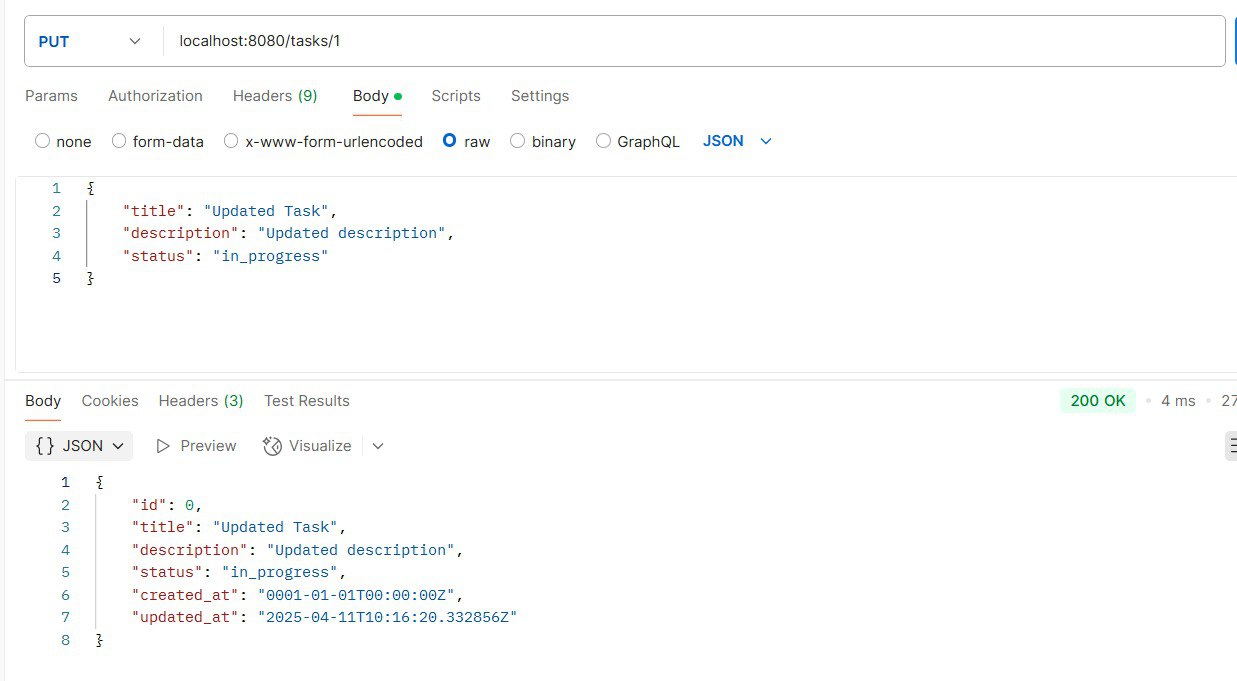 PUT localhost:8080/tasks/1
Params Authorization Headers (9) Body Scripts Settings
none form-data x-www-form-urlencoded raw binary GraphQL JSON
1 {
2 "title": "Updated Task",
3 "description": "Updated description",
4 "status": "in_progress"
5 }
Body Cookies Headers (3) Test Results 200 OK • 4 ms • 27
{} JSON Preview Visualize
1 {
2 "id": 0,
3 "title": "Updated Task",
4 "description": "Updated description",
5 "status": "in_progress",
6 "created_at": "0001-01-01T00:00:00Z",
7 "updated_at": "2025-04-11T10:16:20.332856Z"
8 }